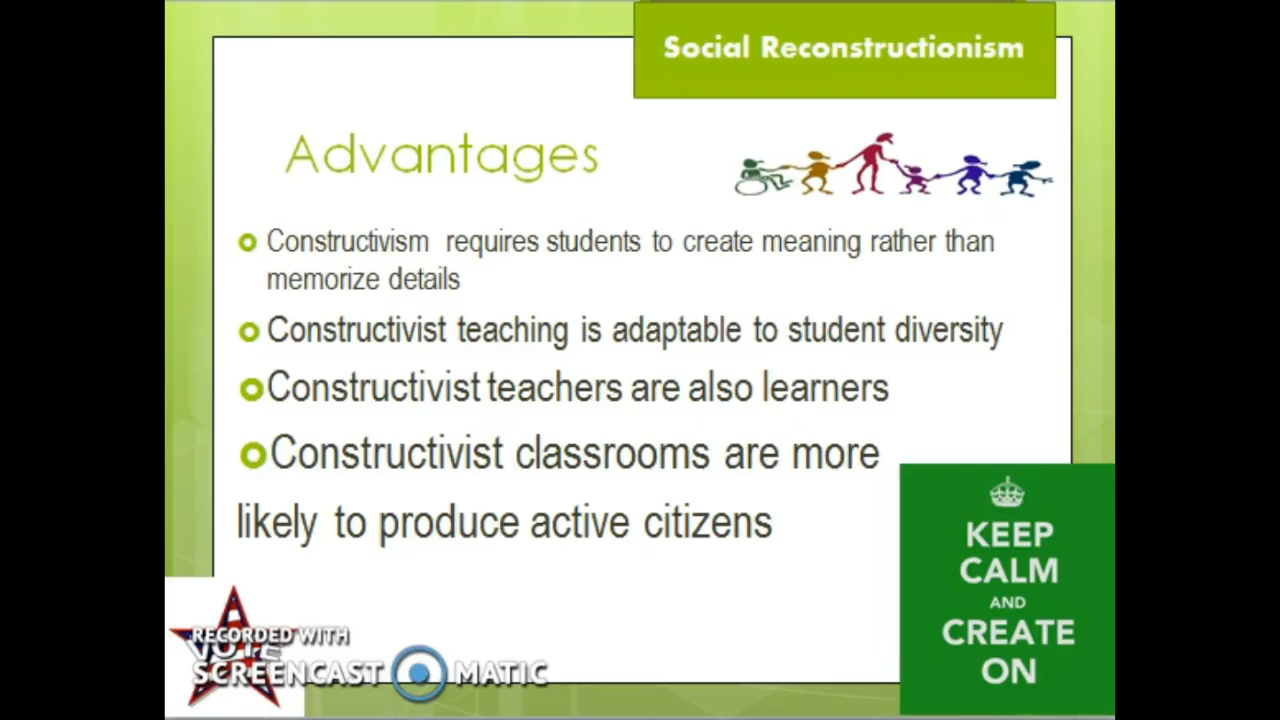 Social Reconstructionism
Advantages
Constructivism requires students to create meaning rather than
memorize details
Constructivist teaching is adaptable to student diversity
Constructivist teachers are also learners
Constructivist classrooms are more
likely to produce active citizens
KEEP
CALM
AND
CREATE
ON
RECORDED WITH
VOTE
SCREENCAST MATIC